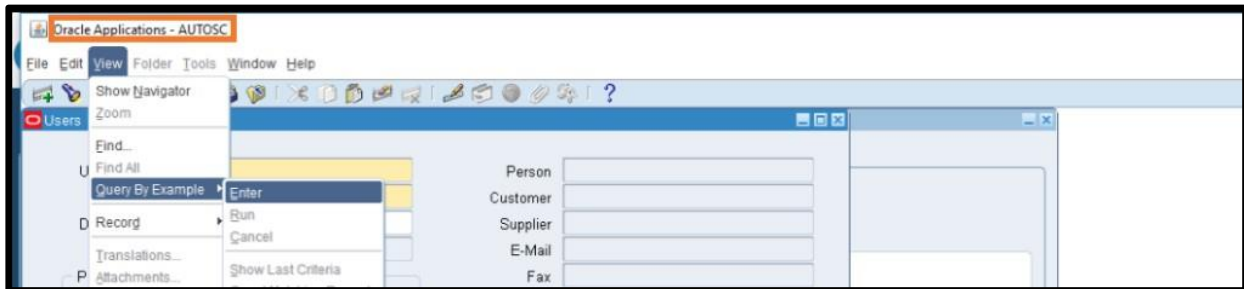 Oracle Applications - AUTOSC
File Edit View Folder Tools Window Help
Show Navigator
Zoom
Users
Find...
Find All
U
Person
Query By Example
Enter
Customer
D
Record
Run
Supplier
Cancel
E-Mail
Translations...
P
Attachments...
Show Last Criteria
Fax